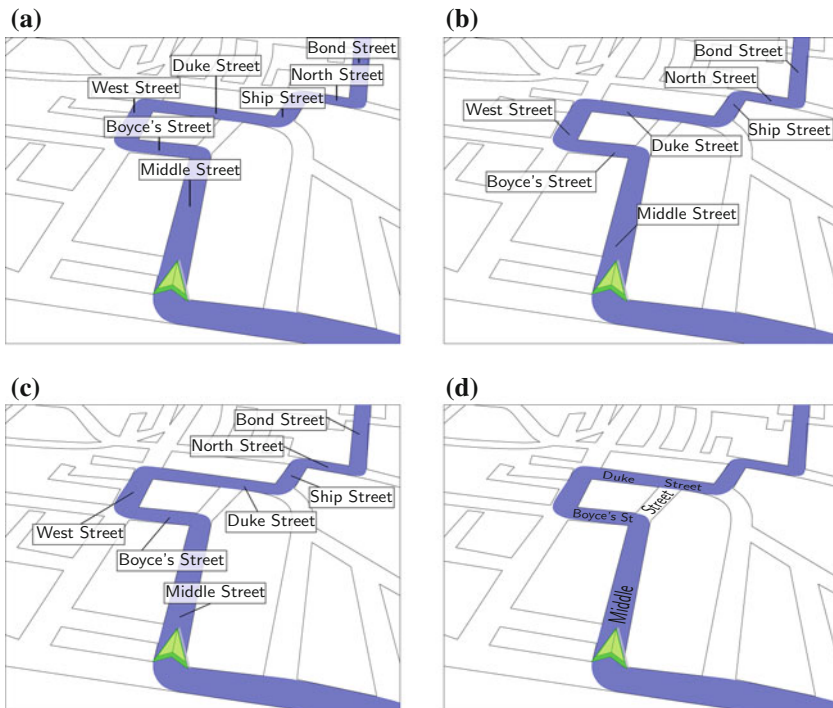 (a)
Bond Street
Duke Street
North Street
West Street
Ship Street
Boyce's Street
Middle Street
(b)
Bond Street
North Street
West Street
Ship Street
Duke Street
Boyce's Street
Middle Street
(c)
Bond Street
North Street
Ship Street
Duke Street
West Street
Boyce's Street
Middle Street
(d)
Duke Street
Street
Boyce's St
Middle